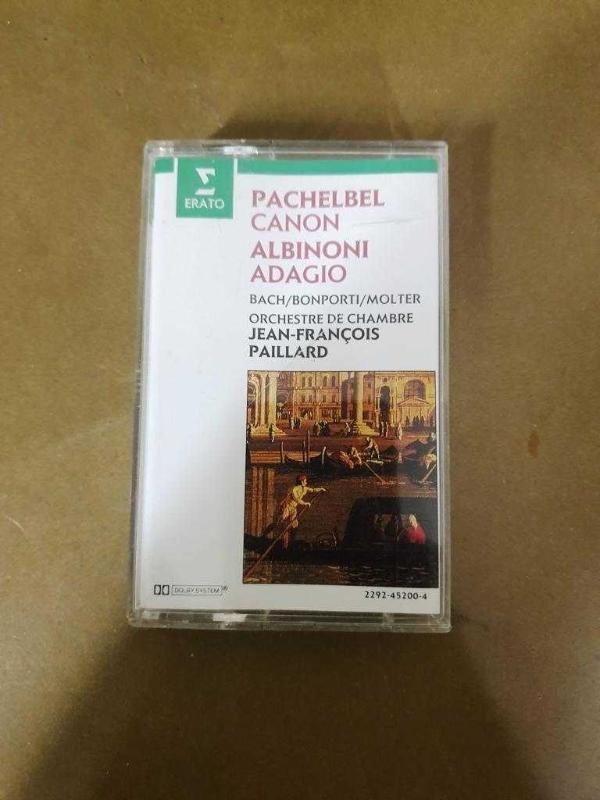 ERATO
PACHELBEL
CANON
ALBINONI
ADAGIO
BACH/BONPORTI/MOLTER
ORCHESTRE DE CHAMBRE
JEAN-FRANÇOIS
PAILLARD
DOLBY SYSTEM®
2292-45200-4